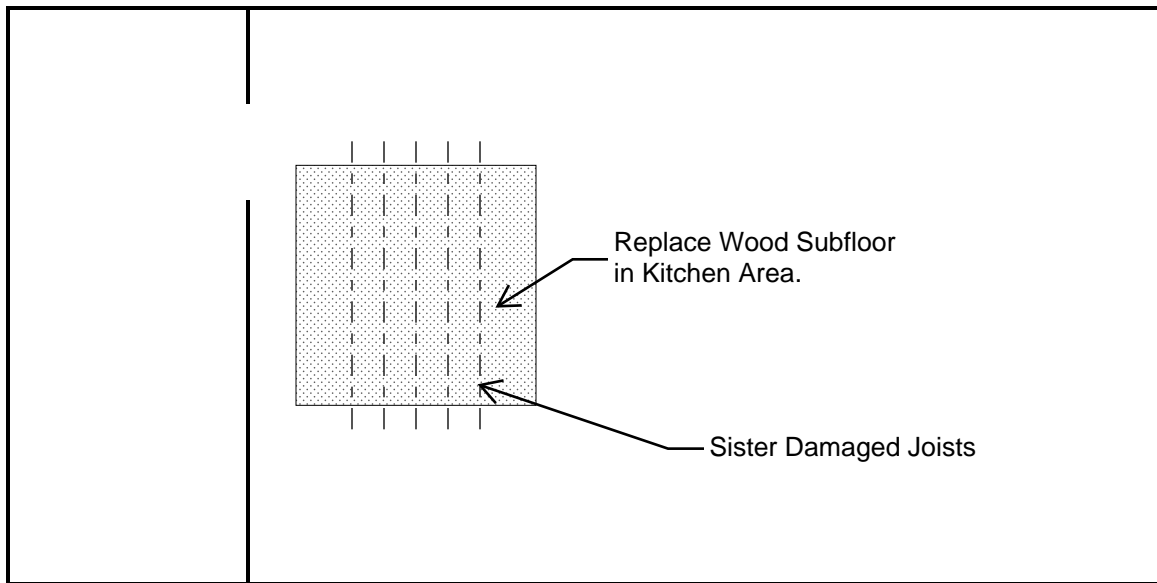 Replace Wood Subfloor
in Kitchen Area.
Sister Damaged Joists